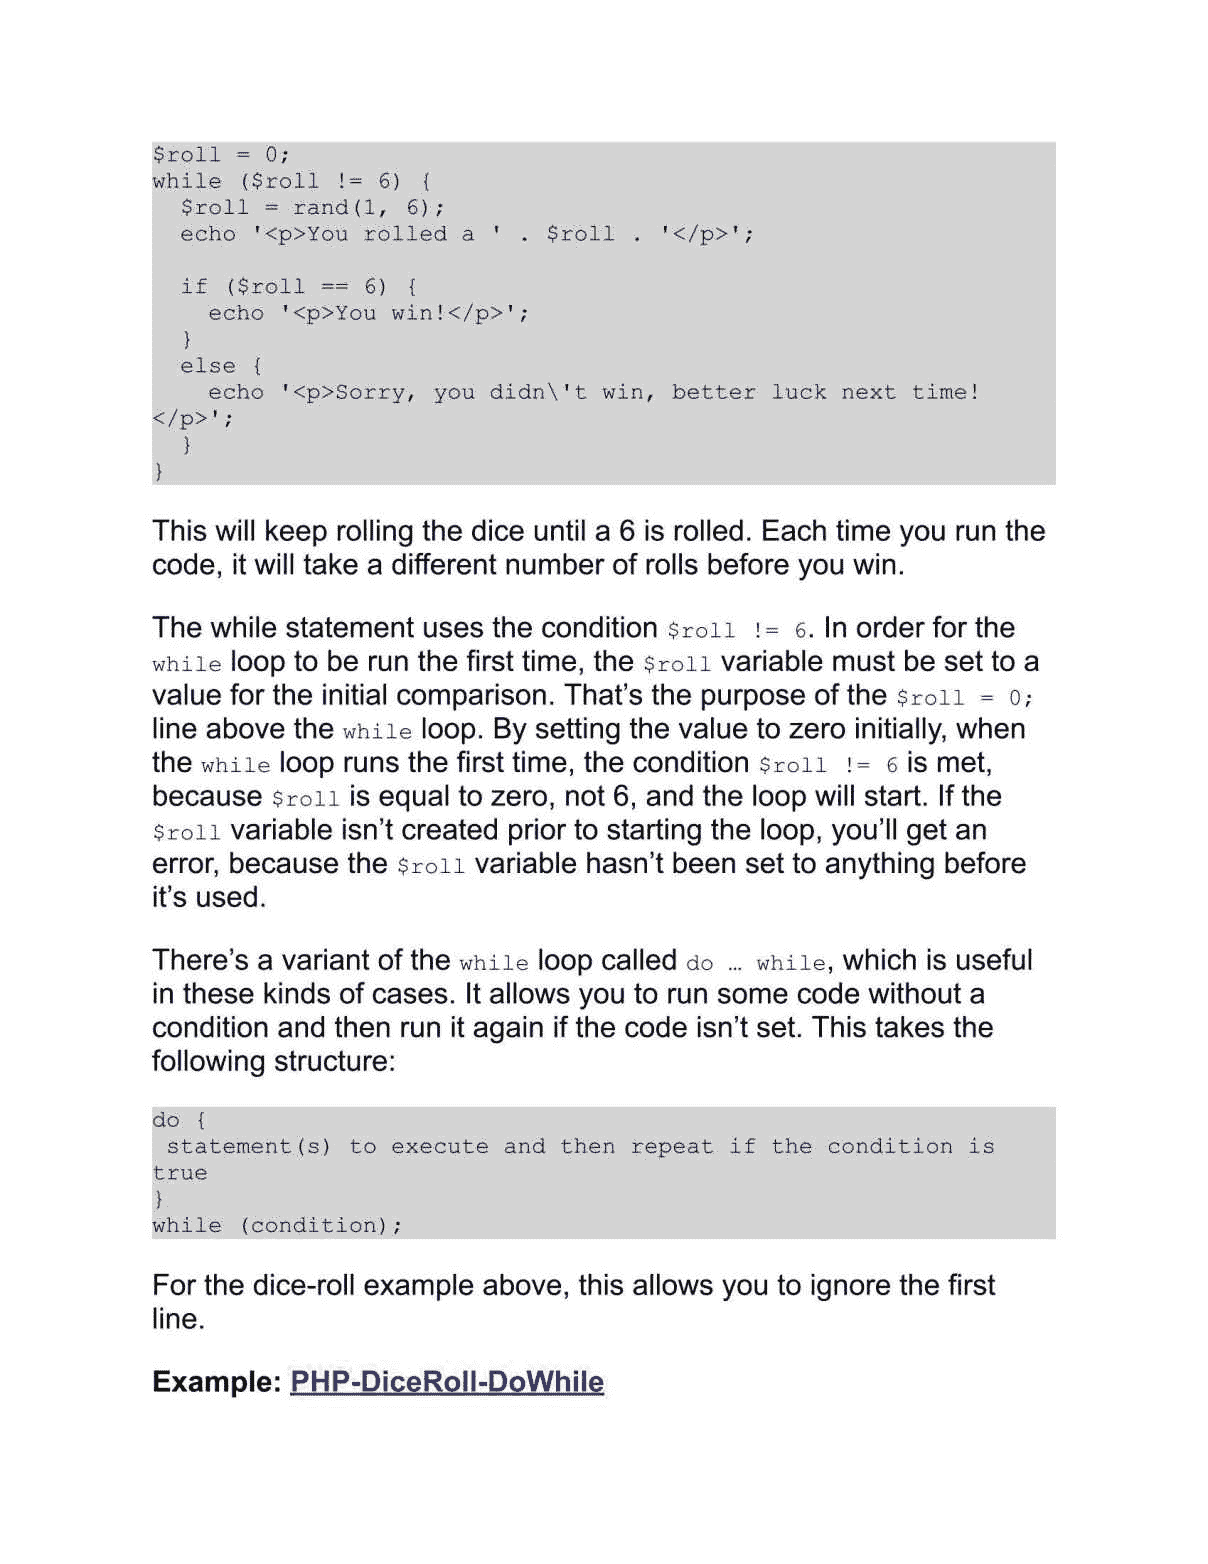 $roll = 0;
while ($roll != 6) {
  $roll = rand(1, 6);
  echo '<p>You rolled a ' . $roll . '</p>';

  if ($roll == 6) {
    echo '<p>You win!</p>';
  }
  else {
    echo '<p>Sorry, you didn\'t win, better luck next time!
</p>';
  }
}
This will keep rolling the dice until a 6 is rolled. Each time you run the
code, it will take a different number of rolls before you win.
The while statement uses the condition $roll != 6. In order for the
while loop to be run the first time, the $roll variable must be set to a
value for the initial comparison. That’s the purpose of the $roll = 0;
line above the while loop. By setting the value to zero initially, when
the while loop runs the first time, the condition $roll != 6 is met,
because $roll is equal to zero, not 6, and the loop will start. If the
$roll variable isn’t created prior to starting the loop, you’ll get an
error, because the $roll variable hasn’t been set to anything before
it’s used.
There’s a variant of the while loop called do … while, which is useful
in these kinds of cases. It allows you to run some code without a
condition and then run it again if the code isn’t set. This takes the
following structure:
do {
 statement(s) to execute and then repeat if the condition is
true
}
while (condition);
For the dice-roll example above, this allows you to ignore the first
line.
Example: PHP-DiceRoll-DoWhile